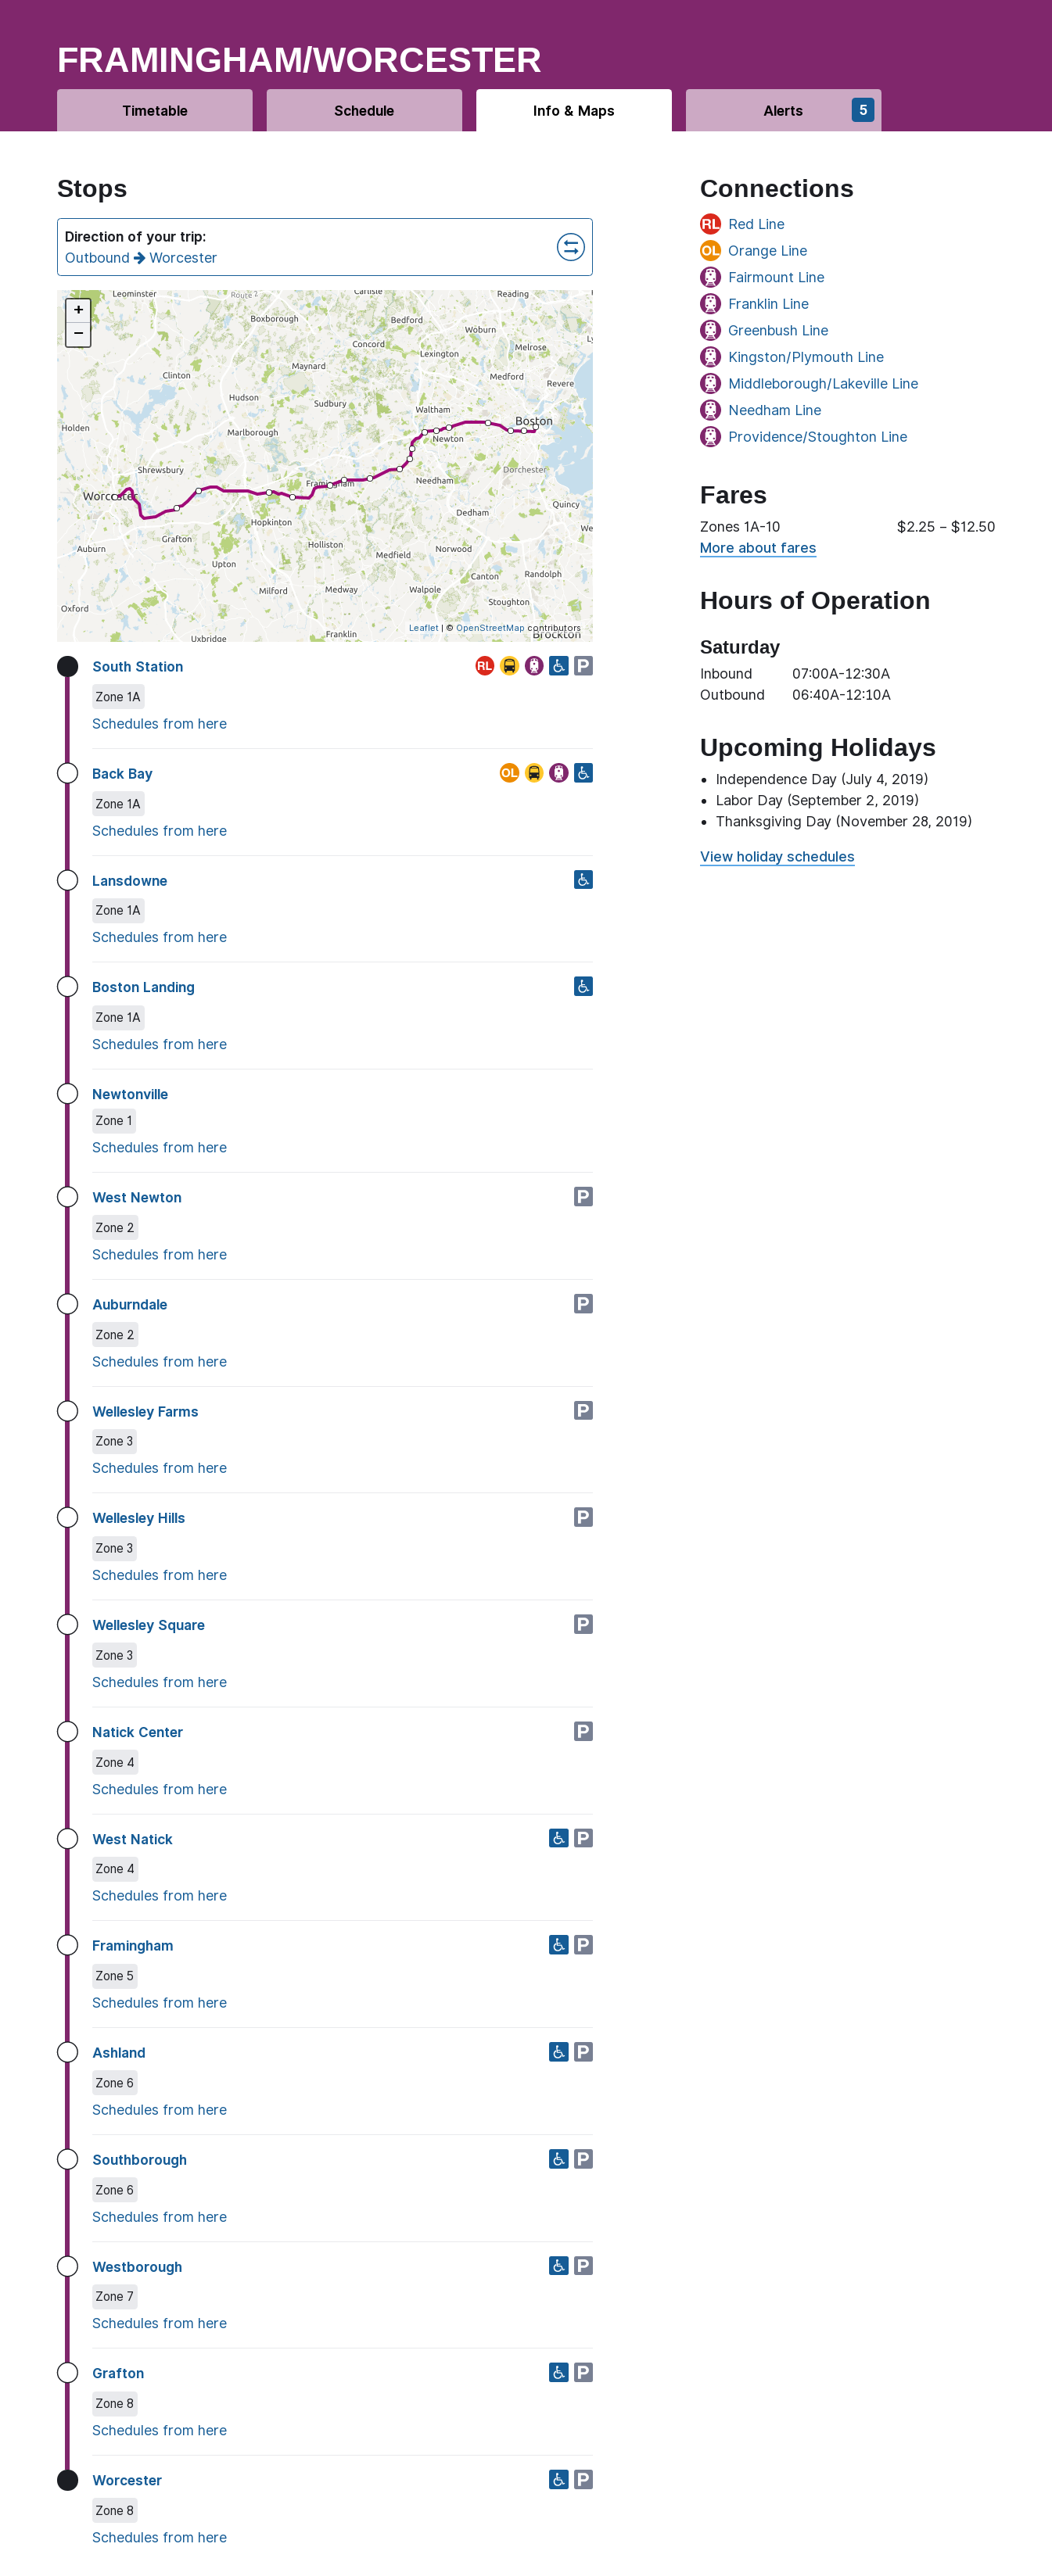 FRAMINGHAM/WORCESTER
Timetable
Schedule
Info & Maps
Alerts
5
Stops
Direction of your trip:
Outbound Worcester
+
−
Leominster
Carlisle
Reading
Boxborough
Bedford
Woburn
Concord
Lexington
Melrose
Maynard
Clinton
Medford
Revere
Hudson
Sudbury
Waltham
Holden
Marlborough
Boston
Newton
Shrewsbury
Dorchester
Framingham
Needham
Worcester
Quincy
Dedham
Hopkinton
Grafton
Holliston
Auburn
Medfield
Norwood
Upton
Canton
Randolph
Milford
Medway
Walpole
Stoughton
Oxford
Uxbridge
Franklin
Brockton
Leaflet | © OpenStreetMap contributors
South Station
RL
P
Zone 1A
Schedules from here
Back Bay
OL
Zone 1A
Schedules from here
Lansdowne
Zone 1A
Schedules from here
Boston Landing
Zone 1A
Schedules from here
Newtonville
Zone 1
Schedules from here
West Newton
P
Zone 2
Schedules from here
Auburndale
P
Zone 2
Schedules from here
Wellesley Farms
P
Zone 3
Schedules from here
Wellesley Hills
P
Zone 3
Schedules from here
Wellesley Square
P
Zone 3
Schedules from here
Natick Center
P
Zone 4
Schedules from here
West Natick
P
Zone 4
Schedules from here
Framingham
P
Zone 5
Schedules from here
Ashland
P
Zone 6
Schedules from here
Southborough
P
Zone 6
Schedules from here
Westborough
P
Zone 7
Schedules from here
Grafton
P
Zone 8
Schedules from here
Worcester
P
Zone 8
Schedules from here
Connections
RL Red Line
OL Orange Line
Fairmount Line
Franklin Line
Greenbush Line
Kingston/Plymouth Line
Middleborough/Lakeville Line
Needham Line
Providence/Stoughton Line
Fares
Zones 1A-10 $2.25 – $12.50
More about fares
Hours of Operation
Saturday
Inbound 07:00A-12:30A
Outbound 06:40A-12:10A
Upcoming Holidays
• Independence Day (July 4, 2019)
• Labor Day (September 2, 2019)
• Thanksgiving Day (November 28, 2019)
View holiday schedules